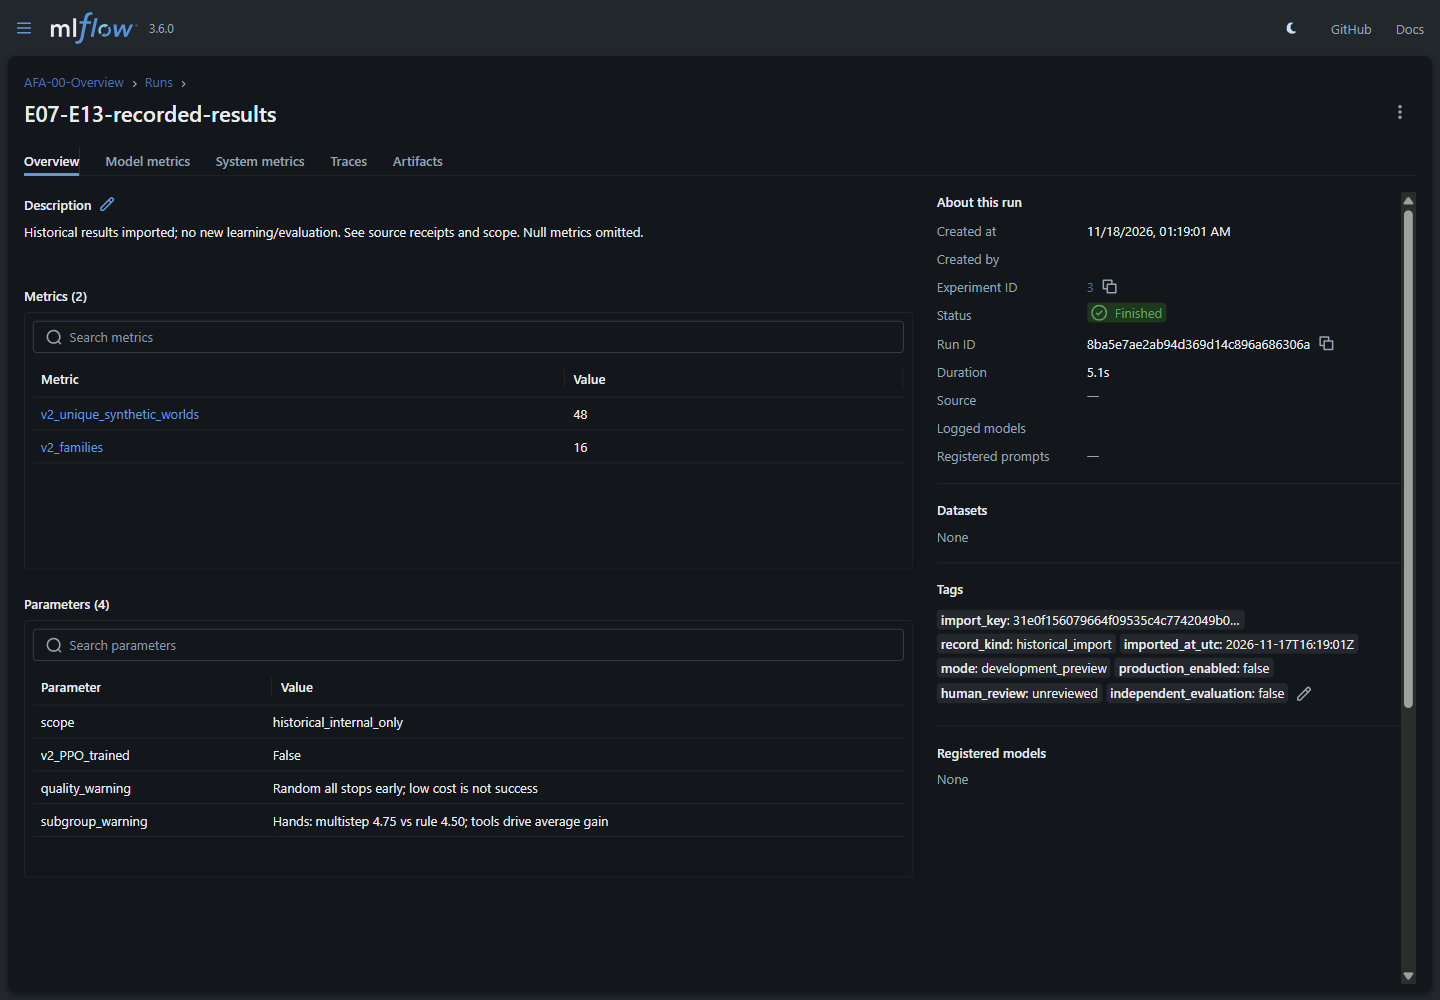 mlflow 3.6.0
GitHub
Docs
AFA-00-Overview › Runs ›
E07-E13-recorded-results
Overview
Model metrics
System metrics
Traces
Artifacts
Description
Historical results imported; no new learning/evaluation. See source receipts and scope. Null metrics omitted.
Metrics (2)
Search metrics
Metric Value
v2_unique_synthetic_worlds 48
v2_families 16
Parameters (4)
Search parameters
Parameter Value
scope historical_internal_only
v2_PPO_trained False
quality_warning Random all stops early; low cost is not success
subgroup_warning Hands: multistep 4.75 vs rule 4.50; tools drive average gain
About this run
Created at 11/18/2026, 01:19:01 AM
Created by
Experiment ID 3
Status Finished
Run ID 8ba5e7ae2ab94d369d14c896a686306a
Duration 5.1s
Source —
Logged models
Registered prompts —
Datasets
None
Tags
import_key: 31e0f156079664f09535c4c7742049b0...
record_kind: historical_import imported_at_utc: 2026-11-17T16:19:01Z
mode: development_preview production_enabled: false
human_review: unreviewed independent_evaluation: false
Registered models
None